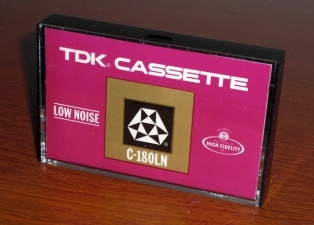 TDK® CASSETTE
LOW NOISE
C-180LN
HIGH FIDELITY